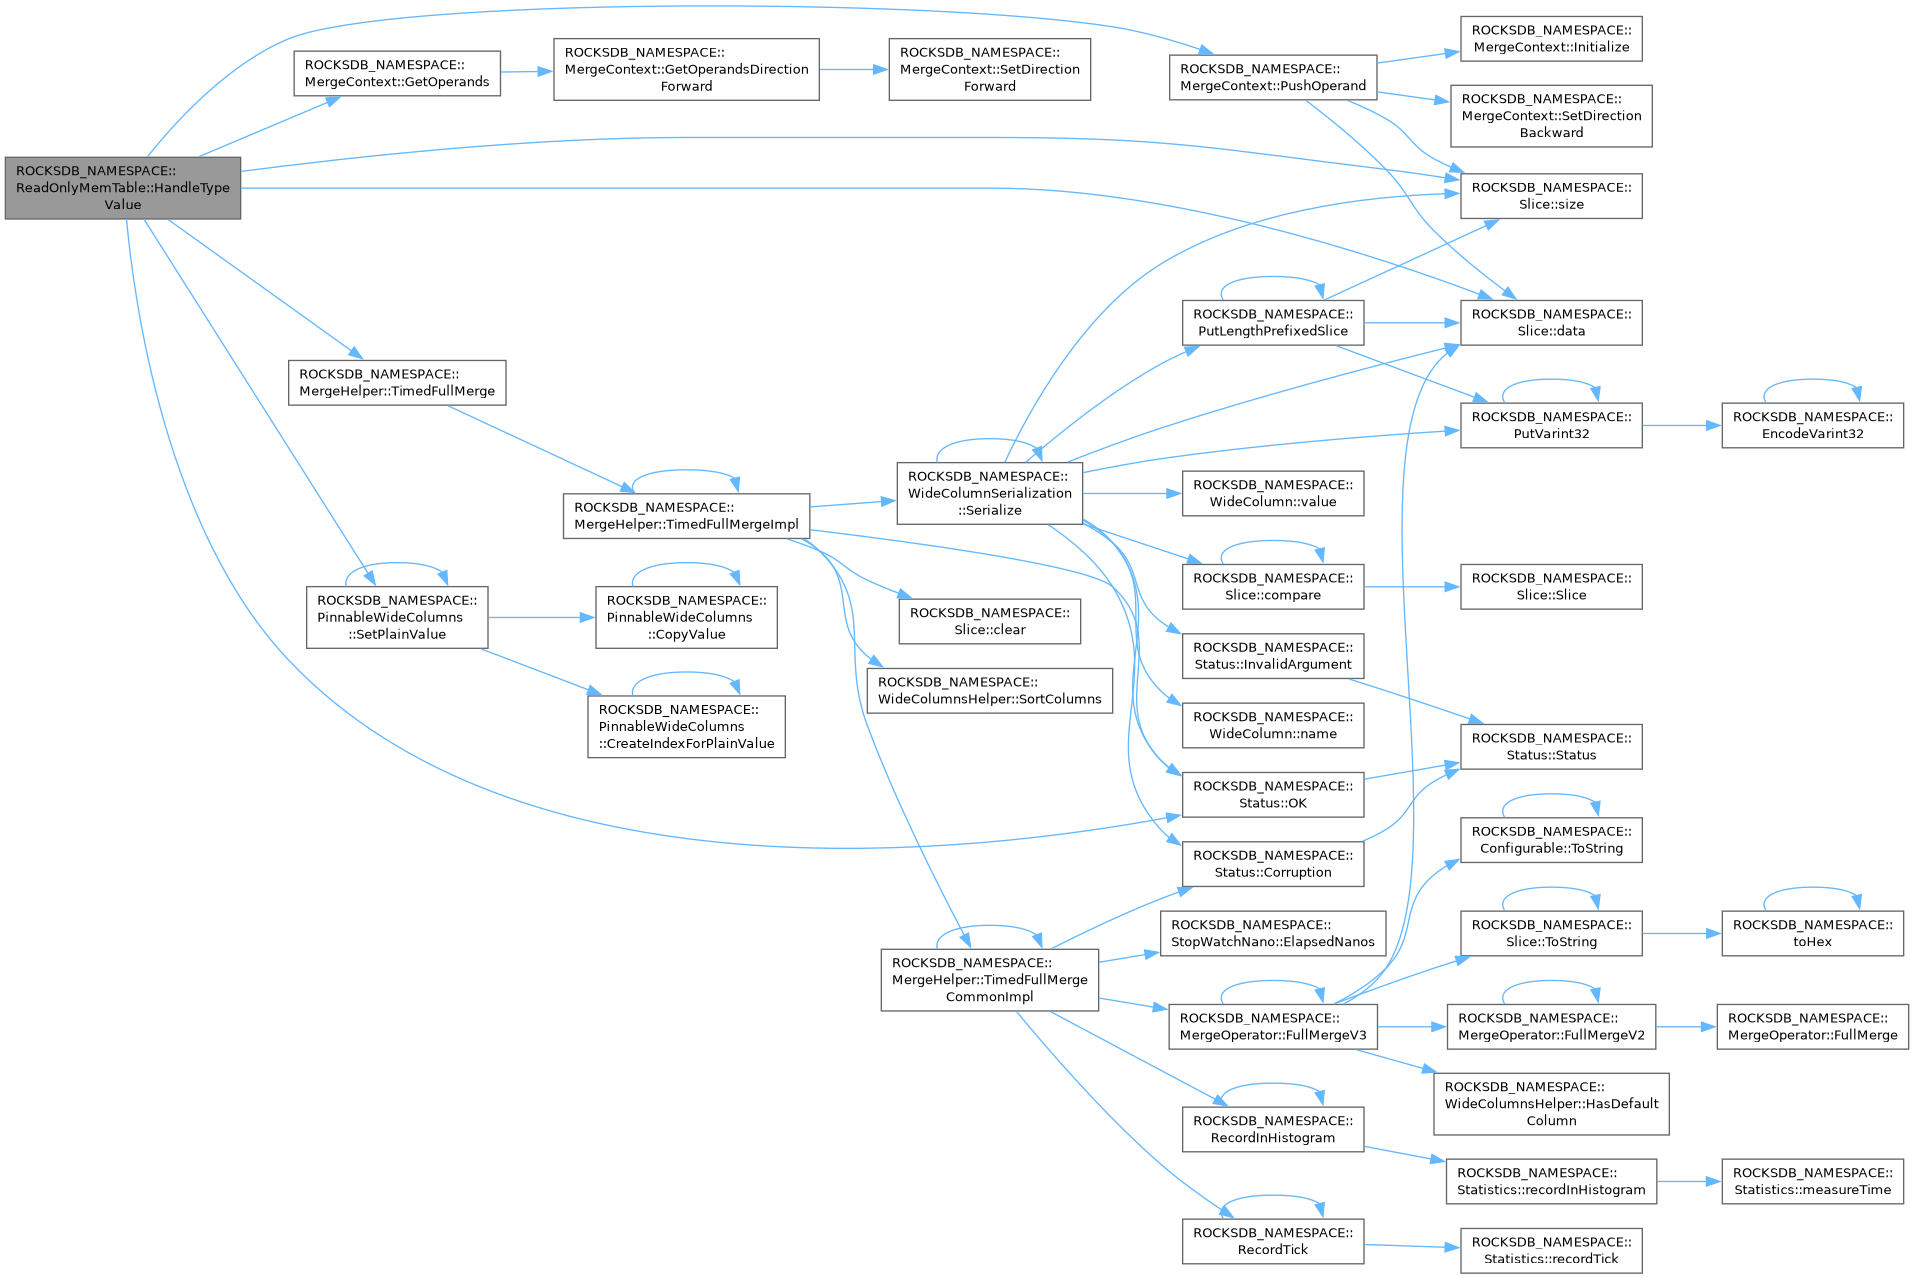 ROCKSDB_NAMESPACE::
ReadOnlyMemTable::HandleType
Value
ROCKSDB_NAMESPACE::
MergeContext::GetOperands
ROCKSDB_NAMESPACE::
MergeContext::GetOperandsDirection
Forward
ROCKSDB_NAMESPACE::
MergeContext::SetDirection
Forward
ROCKSDB_NAMESPACE::
MergeContext::PushOperand
ROCKSDB_NAMESPACE::
MergeContext::Initialize
ROCKSDB_NAMESPACE::
MergeContext::SetDirection
Backward
ROCKSDB_NAMESPACE::
Slice::size
ROCKSDB_NAMESPACE::
Slice::data
ROCKSDB_NAMESPACE::
MergeHelper::TimedFullMerge
ROCKSDB_NAMESPACE::
MergeHelper::TimedFullMergeImpl
ROCKSDB_NAMESPACE::
PinnableWideColumns
::SetPlainValue
ROCKSDB_NAMESPACE::
PinnableWideColumns
::CopyValue
ROCKSDB_NAMESPACE::
PinnableWideColumns
::CreateIndexForPlainValue
ROCKSDB_NAMESPACE::
WideColumnSerialization
::Serialize
ROCKSDB_NAMESPACE::
Slice::clear
ROCKSDB_NAMESPACE::
WideColumnsHelper::SortColumns
ROCKSDB_NAMESPACE::
MergeHelper::TimedFullMerge
CommonImpl
ROCKSDB_NAMESPACE::
PutLengthPrefixedSlice
ROCKSDB_NAMESPACE::
PutVarint32
ROCKSDB_NAMESPACE::
EncodeVarint32
ROCKSDB_NAMESPACE::
WideColumn::value
ROCKSDB_NAMESPACE::
Slice::compare
ROCKSDB_NAMESPACE::
Slice::Slice
ROCKSDB_NAMESPACE::
Status::InvalidArgument
ROCKSDB_NAMESPACE::
WideColumn::name
ROCKSDB_NAMESPACE::
Status::OK
ROCKSDB_NAMESPACE::
Status::Status
ROCKSDB_NAMESPACE::
Status::Corruption
ROCKSDB_NAMESPACE::
StopWatchNano::ElapsedNanos
ROCKSDB_NAMESPACE::
MergeOperator::FullMergeV3
ROCKSDB_NAMESPACE::
Configurable::ToString
ROCKSDB_NAMESPACE::
Slice::ToString
ROCKSDB_NAMESPACE::
toHex
ROCKSDB_NAMESPACE::
MergeOperator::FullMergeV2
ROCKSDB_NAMESPACE::
MergeOperator::FullMerge
ROCKSDB_NAMESPACE::
WideColumnsHelper::HasDefault
Column
ROCKSDB_NAMESPACE::
RecordInHistogram
ROCKSDB_NAMESPACE::
Statistics::recordInHistogram
ROCKSDB_NAMESPACE::
Statistics::measureTime
ROCKSDB_NAMESPACE::
RecordTick
ROCKSDB_NAMESPACE::
Statistics::recordTick